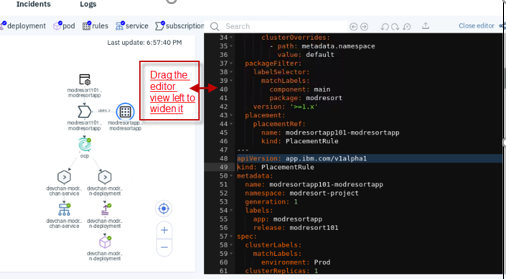 Incidents Logs
deployment pod rules service subscription
Search
Close editor
Last update: 6:57:40 PM
Drag the
editor
view left to
widen it
modresort101...
modresortapp
modresortapp...
ocp
devchan-modr...
chan-service
devchan-modr...
n-deployment
devchan-modr...
chan-service
devchan-modr...
n-deployment
devchan-modr...
n-deployment
34 clusterOverrides:
35 - path: metadata.namespace
36 value: default
37 packageFilter:
38 labelSelector:
39 matchLabels:
40 component: main
41 package: modresort
42 version: '>=1.x'
43 placement:
44 placementRef:
45 name: modresortapp101-modresortapp
46 kind: PlacementRule
47 ---
48 apiVersion: app.ibm.com/v1alpha1
49 kind: PlacementRule
50 metadata:
51 name: modresortapp101-modresortapp
52 namespace: modresort-project
53 generation: 1
54 labels:
55 app: modresortapp
56 release: modresort101
57 spec:
58 clusterLabels:
59 matchLabels:
60 environment: Prod
61 clusterReplicas: 1